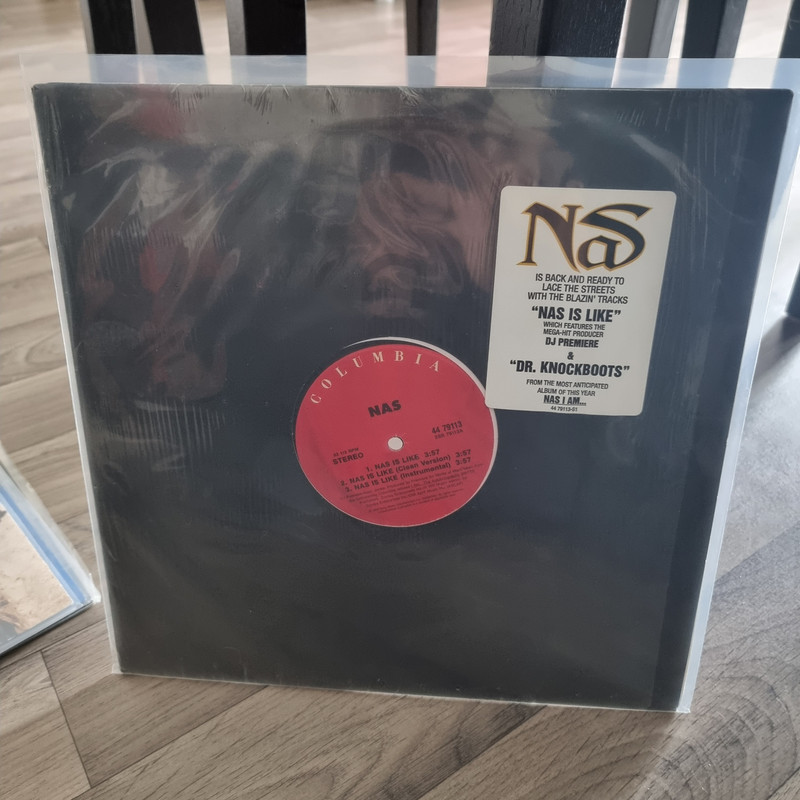 NaS
IS BACK AND READY TO
LACE THE STREETS
WITH THE BLAZIN' TRACKS
"NAS IS LIKE"
WHICH FEATURES THE
MEGA-HIT PRODUCER
DJ PREMIERE
&
"DR. KNOCKBOOTS"
FROM THE MOST ANTICIPATED
ALBUM OF THIS YEAR
NAS I AM...
44 79113-S1
COLUMBIA
NAS
44 79113
STEREO
1. NAS IS LIKE 3:57
2. NAS IS LIKE (Clean Version) 3:57
3. NAS IS LIKE (Instrumental) 3:57